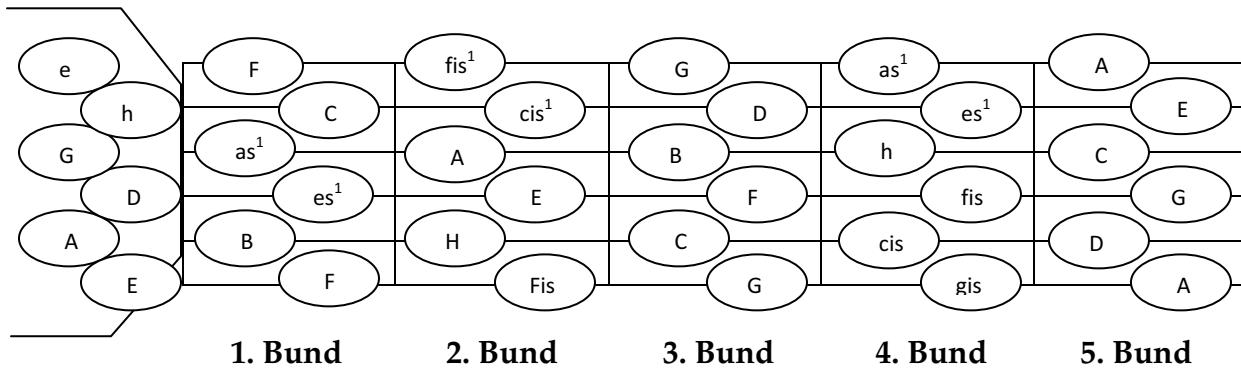 e F fis¹ G as¹ A
h C cis¹ D es¹ E
G as¹ A B h C
D es¹ E F fis G
A B H C cis D
E F Fis G gis A
1. Bund 2. Bund 3. Bund 4. Bund 5. Bund